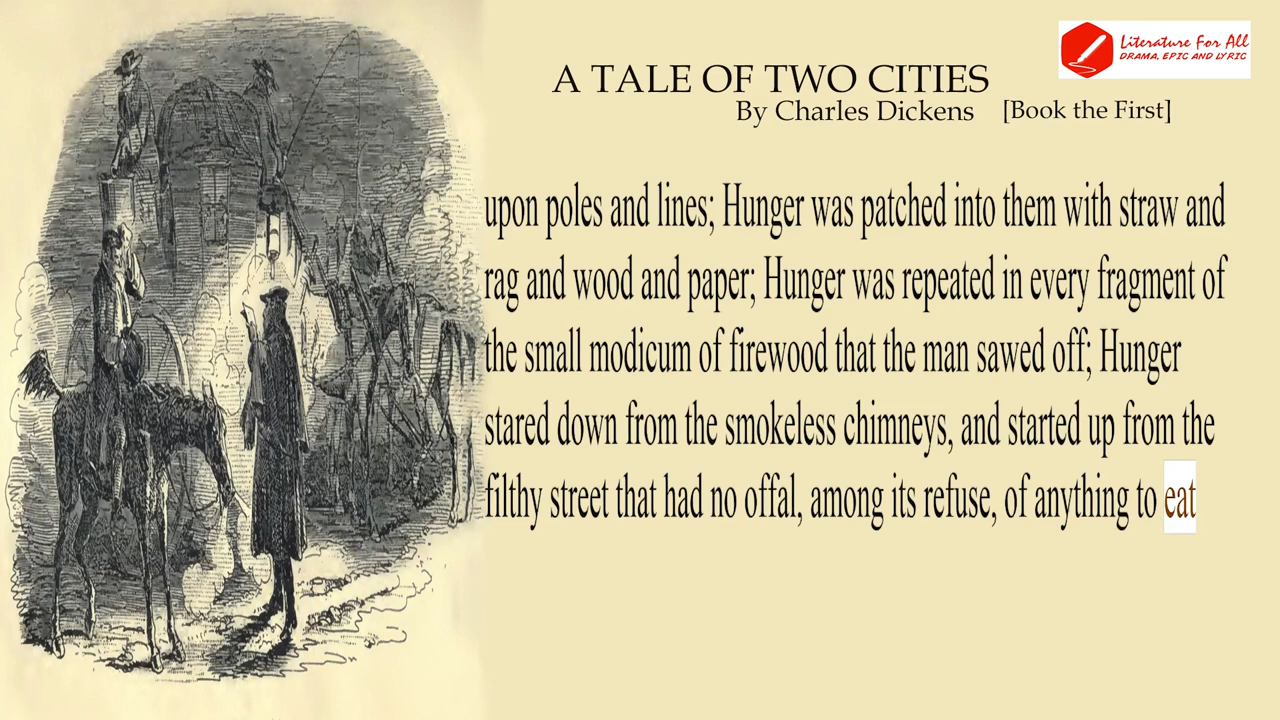 A TALE OF TWO CITIES
By Charles Dickens [Book the First]
Literature For All
DRAMA, EPIC AND LYRIC
upon poles and lines; Hunger was patched into them with straw and
rag and wood and paper; Hunger was repeated in every fragment of
the small modicum of firewood that the man sawed off; Hunger
stared down from the smokeless chimneys, and started up from the
filthy street that had no offal, among its refuse, of anything to eat